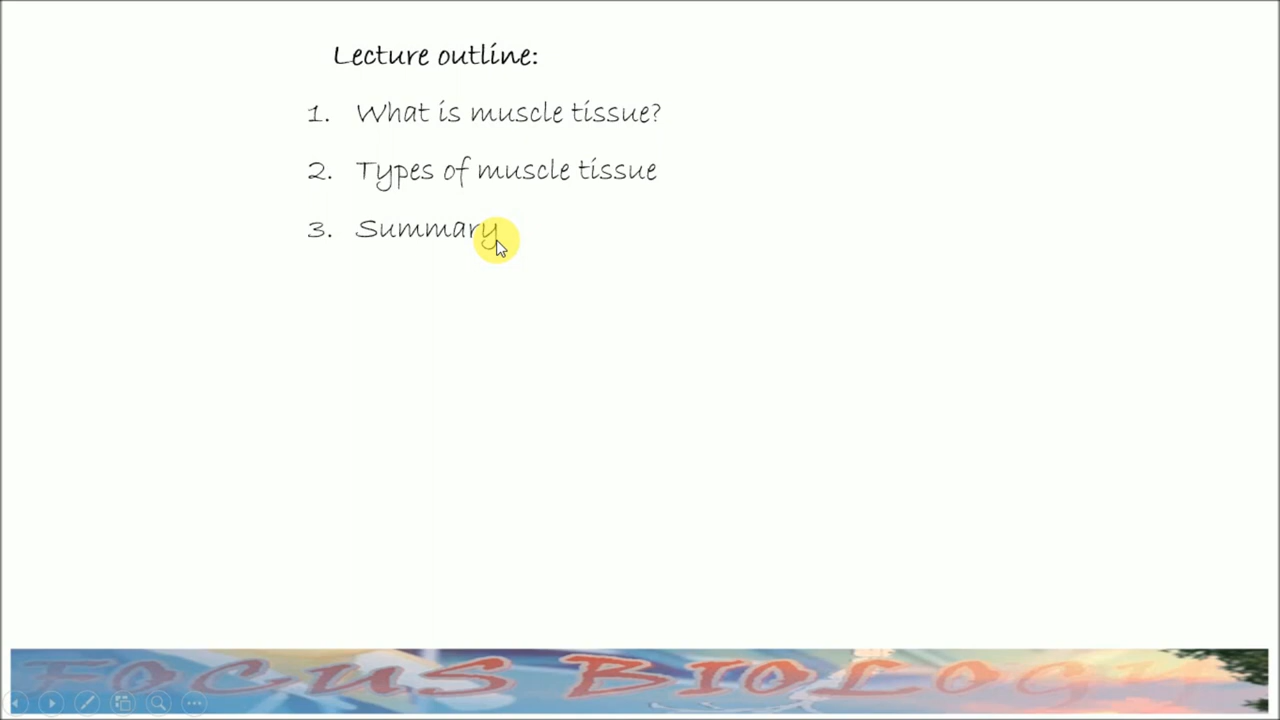 Lecture outline:
1. What is muscle tissue?
2. Types of muscle tissue
3. Summary
FOCUS BIOLOGY